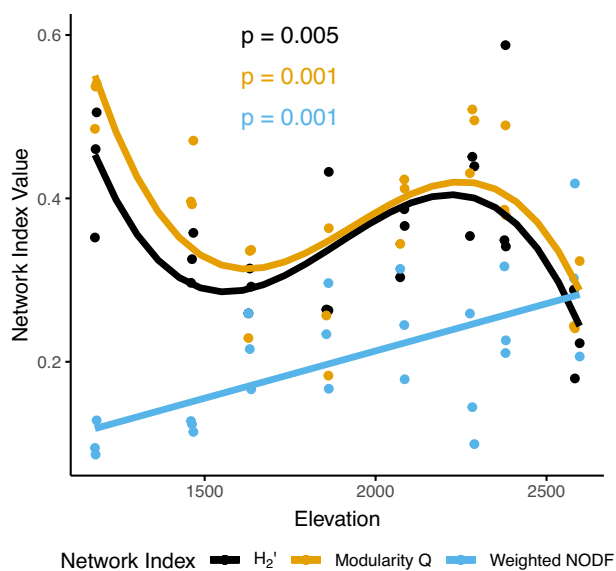 p = 0.005
p = 0.001
p = 0.001
0.6
0.4
0.2
Network Index Value
1500 2000 2500
Elevation
Network Index H₂' Modularity Q Weighted NODF